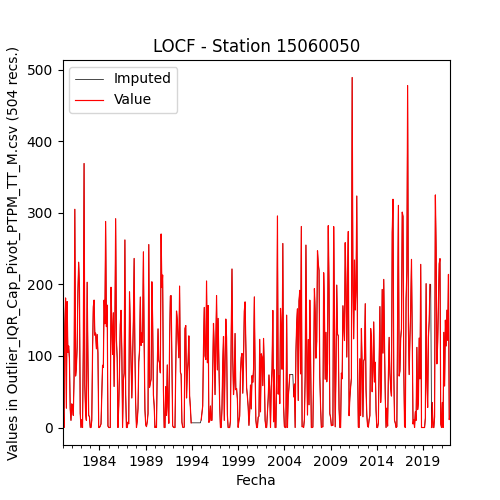 LOCF - Station 15060050
Imputed
Value
Values in Outlier_IQR_Cap_Pivot_PTPM_TT_M.csv (504 recs.)
500
400
300
200
100
0
1984 1989 1994 1999 2004 2009 2014 2019
Fecha